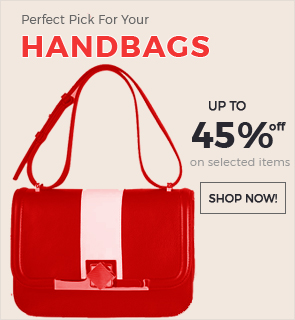 Perfect Pick For Your
HANDBAGS
UP TO
45% off
on selected items
SHOP NOW!